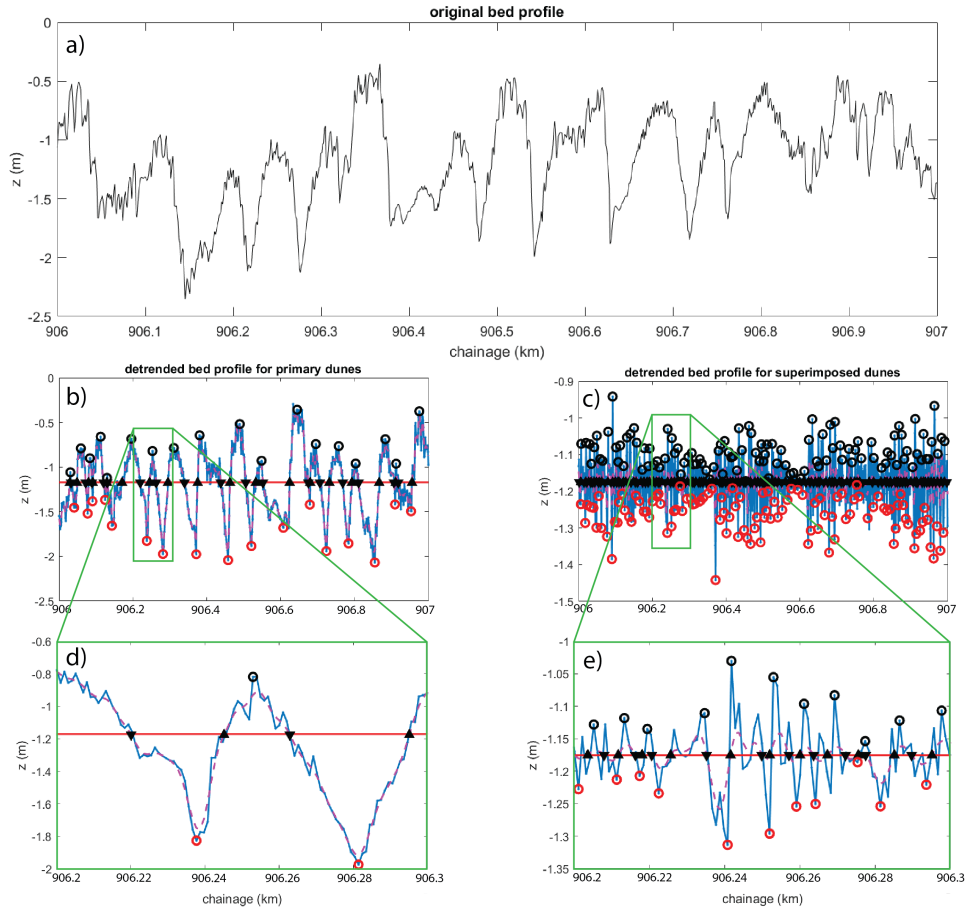 original bed profile
a)
0
-0.5
-1
-1.5
-2
-2.5
z (m)
906 906.1 906.2 906.3 906.4 906.5 906.6 906.7 906.8 906.9 907
chainage (km)
detrended bed profile for primary dunes
b)
0
-0.5
-1
-1.5
-2
-2.5
z (m)
906 906.2 906.4 906.6 906.8 907
detrended bed profile for superimposed dunes
c)
-0.9
-1
-1.1
-1.2
-1.3
-1.4
-1.5
z (m)
906 906.2 906.4 906.6 906.8 907
d)
-0.6
-0.8
-1
-1.2
-1.4
-1.6
-1.8
-2
z (m)
906.2 906.22 906.24 906.26 906.28 906.3
chainage (km)
e)
-1
-1.05
-1.1
-1.15
-1.2
-1.25
-1.3
-1.35
z (m)
906.2 906.22 906.24 906.26 906.28 906.3
chainage (km)